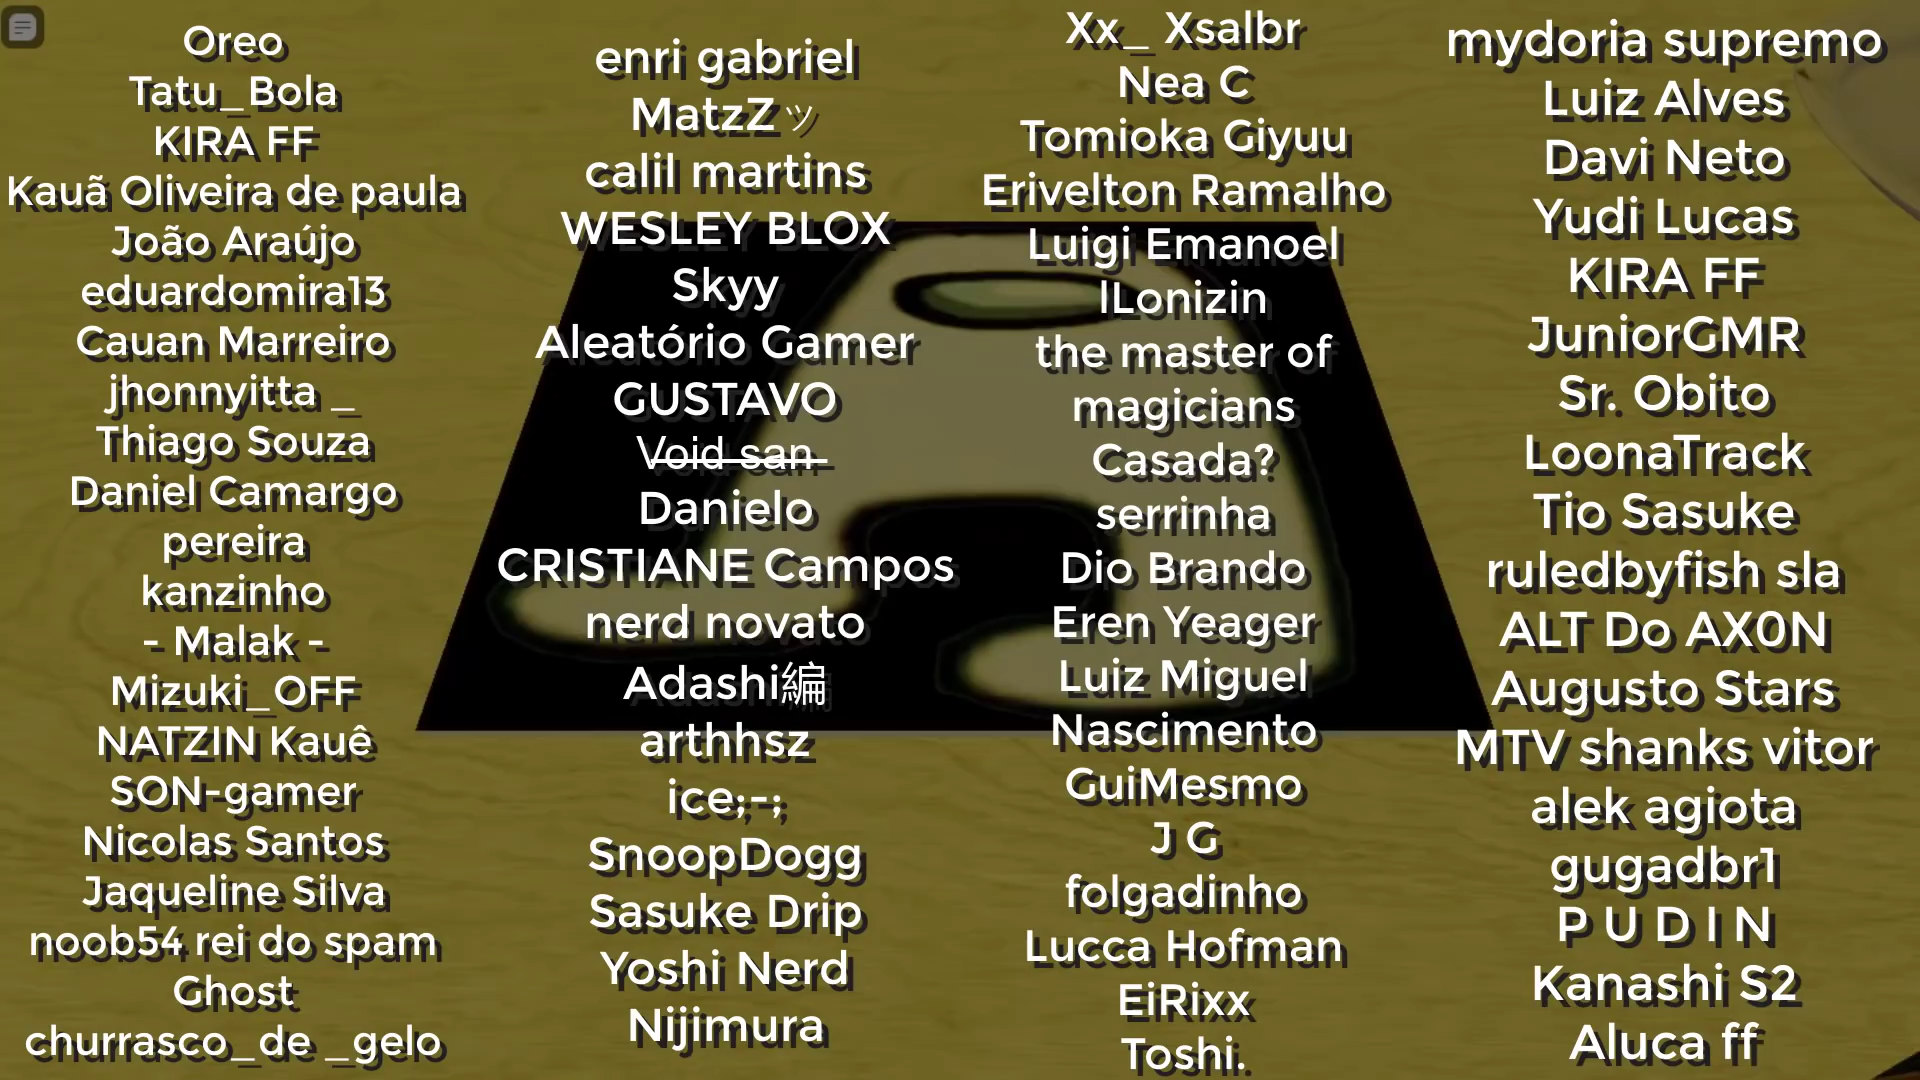 Oreo
Tatu_Bola
KIRA FF
Kauã Oliveira de paula
João Araújo
eduardomira13
Cauan Marreiro
jhonnyitta _
Thiago Souza
Daniel Camargo
pereira
kanzinho
- Malak -
Mizuki_OFF
NATZIN Kauê
SON-gamer
Nicolas Santos
Jaqueline Silva
noob54 rei do spam
Ghost
churrasco_de _gelo
enri gabriel
MatzZッ
calil martins
WESLEY BLOX
Skyy
Aleatório Gamer
GUSTAVO
Void san
Danielo
CRISTIANE Campos
nerd novato
Adashi編
arthhsz
ice;-;
SnoopDogg
Sasuke Drip
Yoshi Nerd
Nijimura
Xx_ Xsalbr
Nea C
Tomioka Giyuu
Erivelton Ramalho
Luigi Emanoel
lLonizin
the master of
magicians
Casada?
serrinha
Dio Brando
Eren Yeager
Luiz Miguel
Nascimento
GuiMesmo
J G
folgadinho
Lucca Hofman
EiRixx
Toshi.
mydoria supremo
Luiz Alves
Davi Neto
Yudi Lucas
KIRA FF
JuniorGMR
Sr. Obito
LoonaTrack
Tio Sasuke
ruledbyfish sla
ALT Do AX0N
Augusto Stars
MTV shanks vitor
alek agiota
gugadbr1
P U D I N
Kanashi S2
Aluca ff